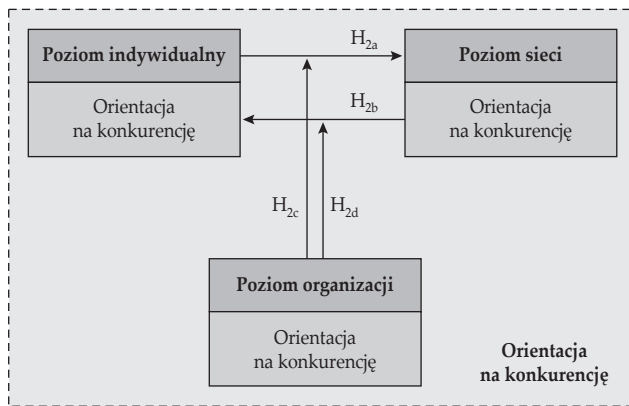 Poziom indywidualny
Orientacja
na konkurencję
H2a
H2b
Poziom sieci
Orientacja
na konkurencję
H2c
H2d
Poziom organizacji
Orientacja
na konkurencję
Orientacja
na konkurencję